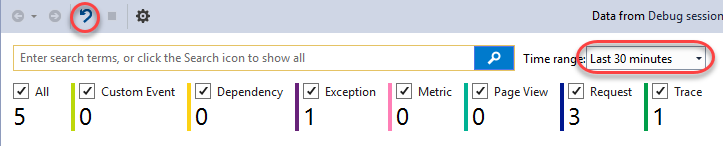 Data from Debug session
Enter search terms, or click the Search icon to show all
Time range: Last 30 minutes
All Custom Event Dependency Exception Metric Page View Request Trace
5 0 0 1 0 0 3 1